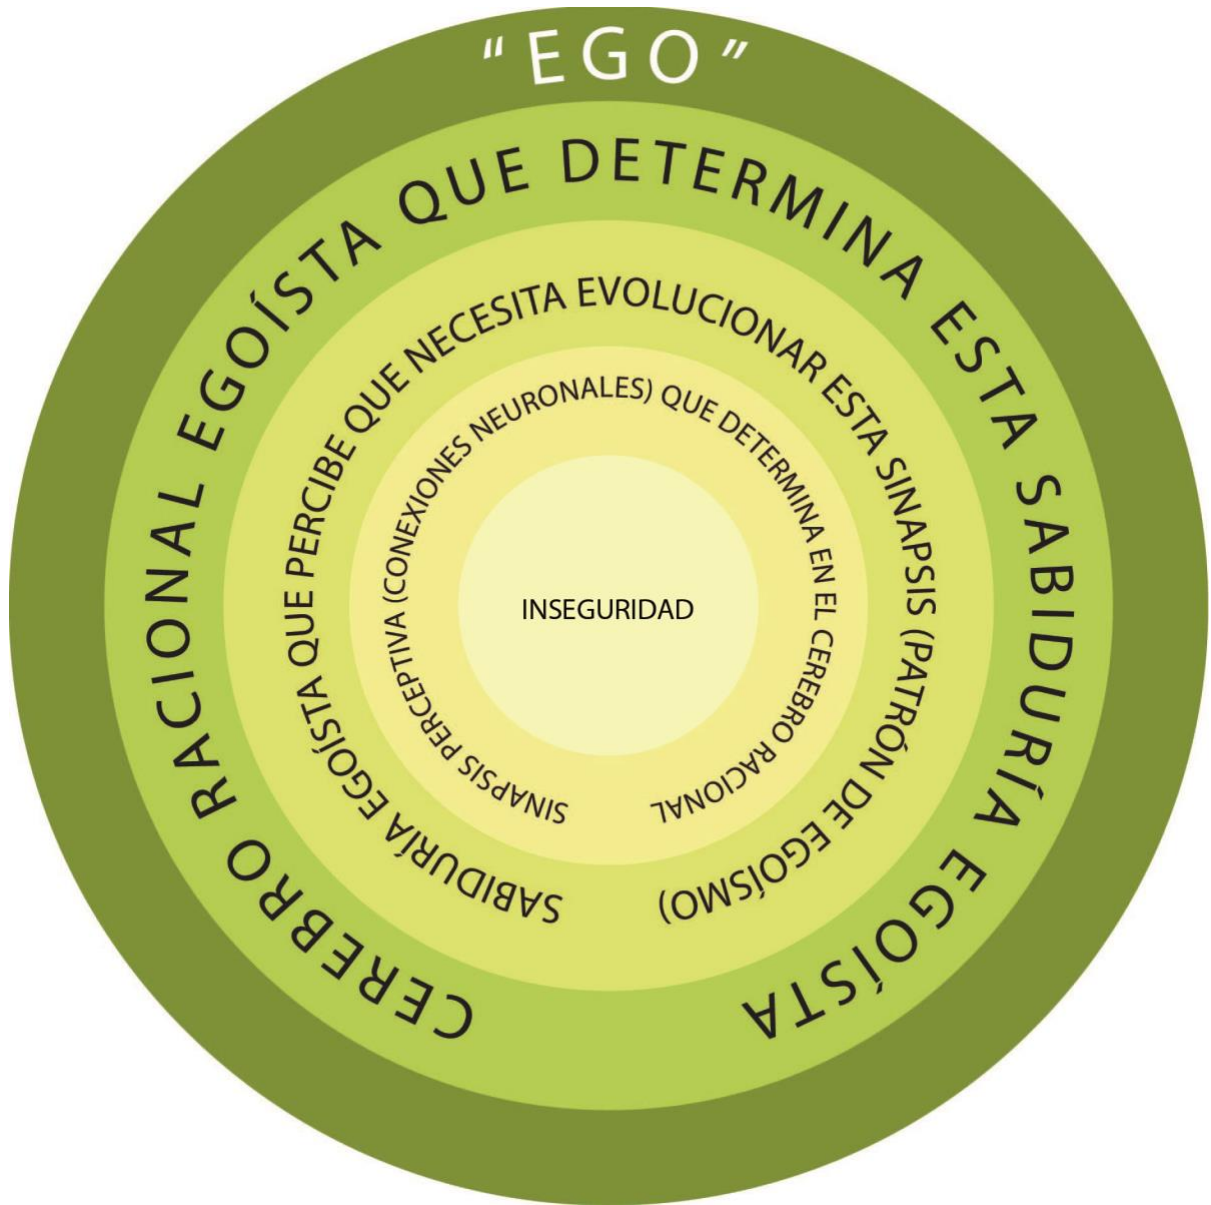 “EGO”
CEREBRO RACIONAL EGOÍSTA QUE DETERMINA ESTA SABIDURÍA EGOÍSTA
SABIDURÍA EGOÍSTA QUE PERCIBE QUE NECESITA EVOLUCIONAR ESTA SINAPSIS (PATRÓN DE EGOÍSMO)
SINAPSIS PERCEPTIVA (CONEXIONES NEURONALES) QUE DETERMINA EN EL CEREBRO RACIONAL
INSEGURIDAD